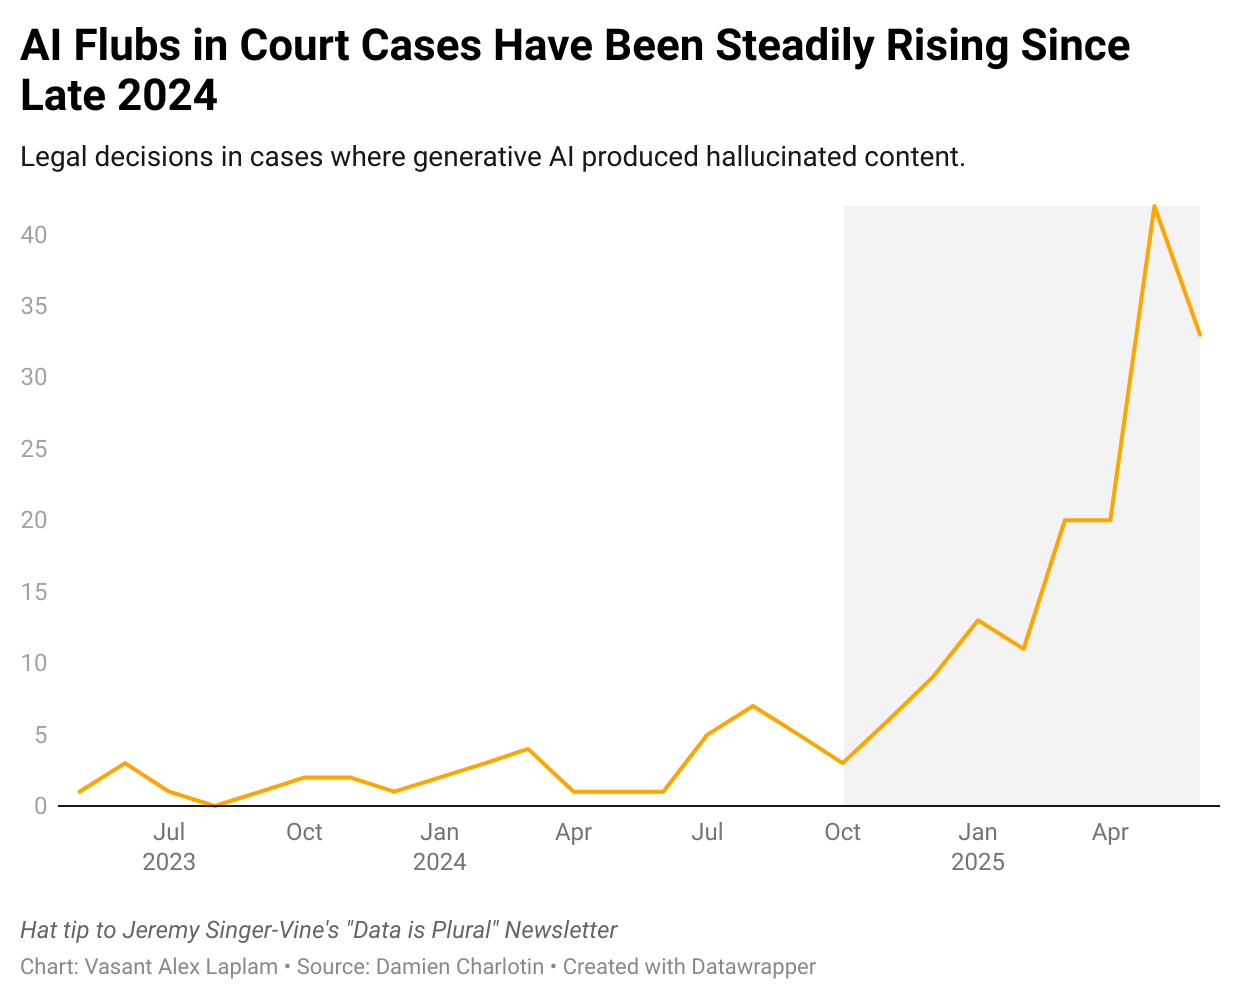 AI Flubs in Court Cases Have Been Steadily Rising Since
Late 2024
Legal decisions in cases where generative AI produced hallucinated content.
40
35
30
25
20
15
10
5
0
Jul Oct Jan Apr Jul Oct Jan Apr
2023 2024 2025
Hat tip to Jeremy Singer-Vine's "Data is Plural" Newsletter
Chart: Vasant Alex Laplam • Source: Damien Charlotin • Created with Datawrapper